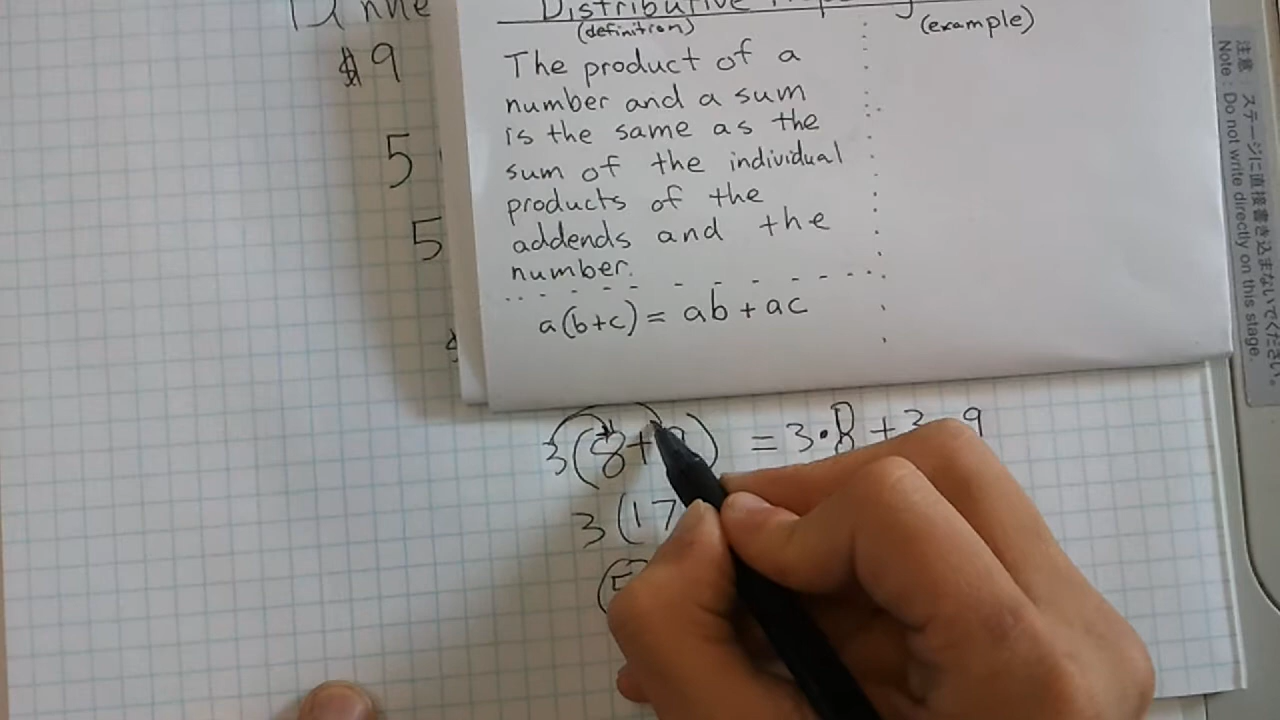 $9
5
5
Distributive
(definition)
(example)
The product of a
number and a sum
is the same as the
sum of the individual
products of the
addends and the
number.
a(b+c) = ab + ac
3(8+ ) = 3·8 + 3 9
3(17
注意 ステージに直接書き込まないでください。
Note : Do not write directly on this stage.